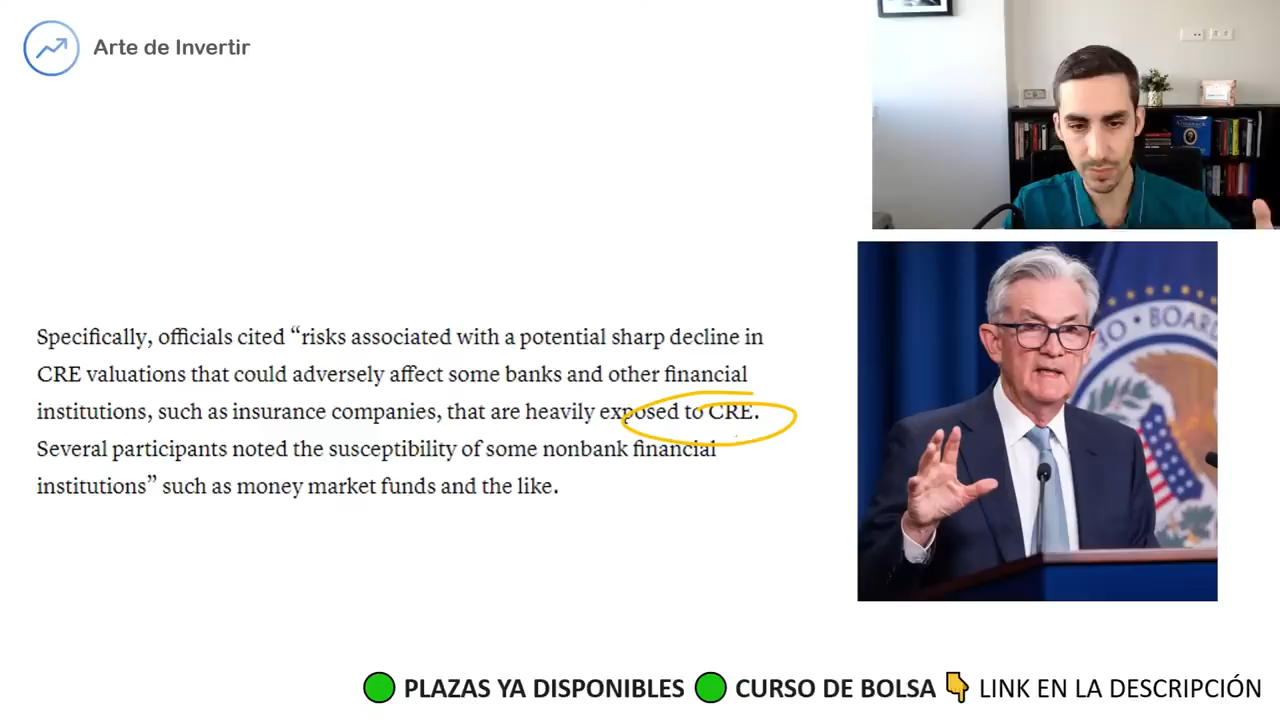 Arte de Invertir
Specifically, officials cited “risks associated with a potential sharp decline in
CRE valuations that could adversely affect some banks and other financial
institutions, such as insurance companies, that are heavily exposed to CRE.
Several participants noted the susceptibility of some nonbank financial
institutions” such as money market funds and the like.
BOARD
PLAZAS YA DISPONIBLES CURSO DE BOLSA LINK EN LA DESCRIPCIÓN